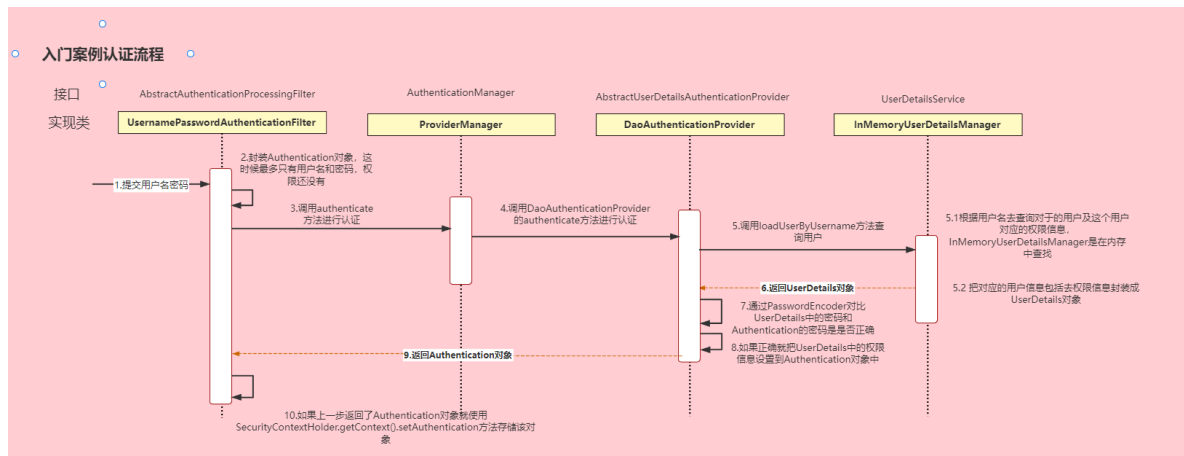 入门案例认证流程
接口
AbstractAuthenticationProcessingFilter
AuthenticationManager
AbstractUserDetailsAuthenticationProvider
UserDetailsService
实现类
UsernamePasswordAuthenticationFilter
ProviderManager
DaoAuthenticationProvider
InMemoryUserDetailsManager
1.提交用户名密码
2.封装Authentication对象，这
时候最多只有用户名和密码，权
限还没有
3.调用authenticate
方法进行认证
4.调用DaoAuthenticationProvider
的authenticate方法进行认证
5.调用loadUserByUsername方法查
询用户
5.1根据用户名去查询对于的用户及这个用户
对应的权限信息，
InMemoryUserDetailsManager是在内存
中查找
5.2 把对应的用户信息包括去权限信息封装成
UserDetails对象
6.返回UserDetails对象
7.通过PasswordEncoder对比
UserDetails中的密码和
Authentication的密码是是否正确
8.如果正确就把UserDetails中的权限
信息设置到Authentication对象中
9.返回Authentication对象
10.如果上一步返回了Authentication对象就使用
SecurityContextHolder.getContext().setAuthentication方法存储该对
象